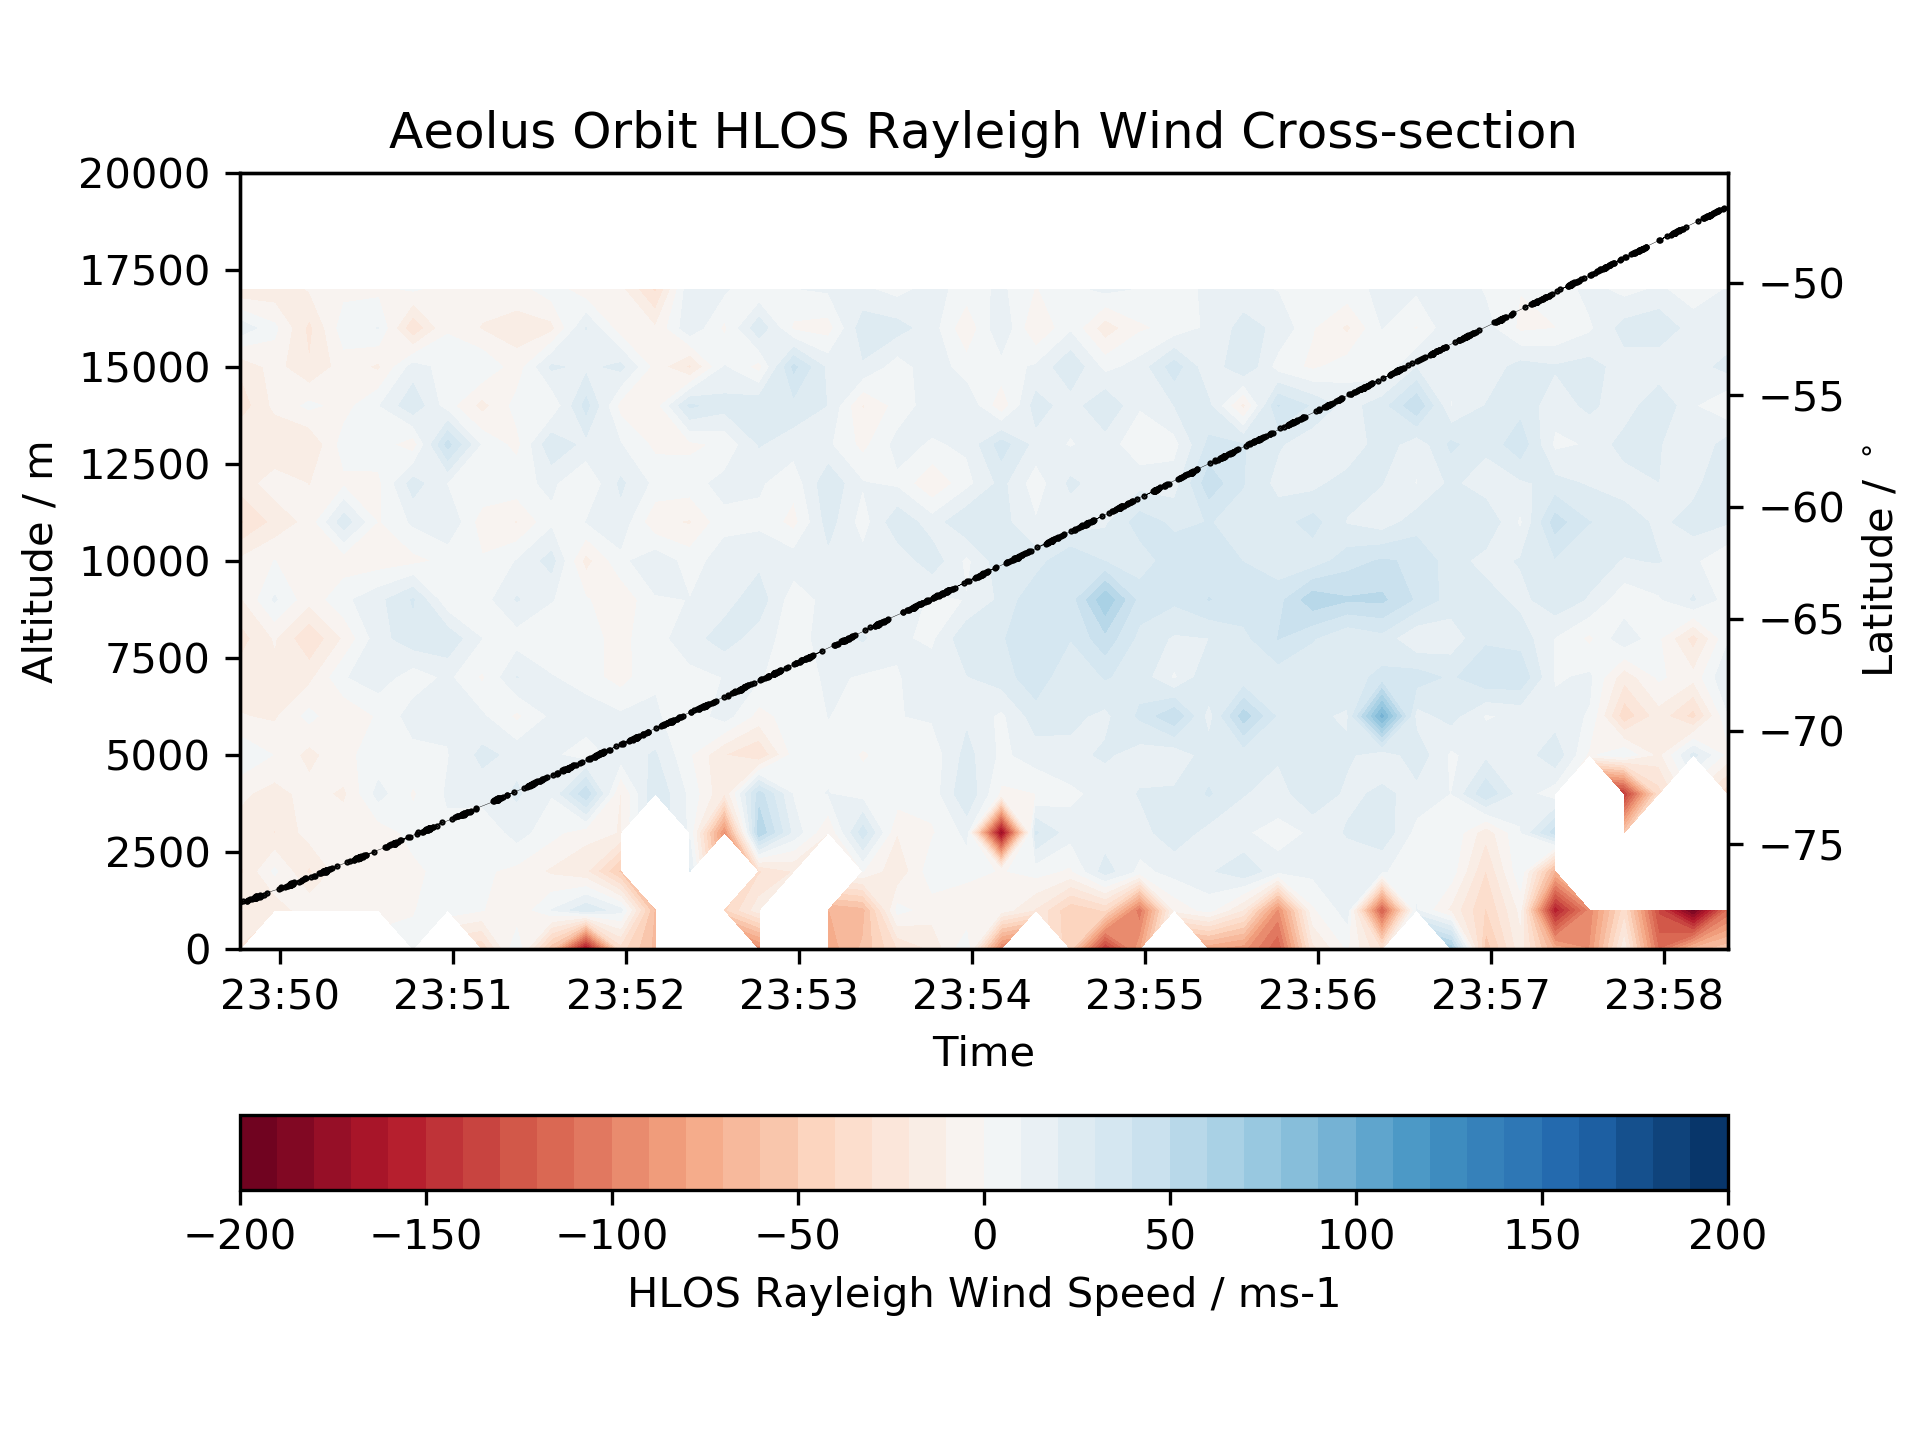 Aeolus Orbit HLOS Rayleigh Wind Cross-section
20000
17500
15000
12500
10000
7500
5000
2500
0
Altitude / m
−50
−55
−60
−65
−70
−75
Latitude / °
23:50 23:51 23:52 23:53 23:54 23:55 23:56 23:57 23:58
Time
−200 −150 −100 −50 0 50 100 150 200
HLOS Rayleigh Wind Speed / ms-1